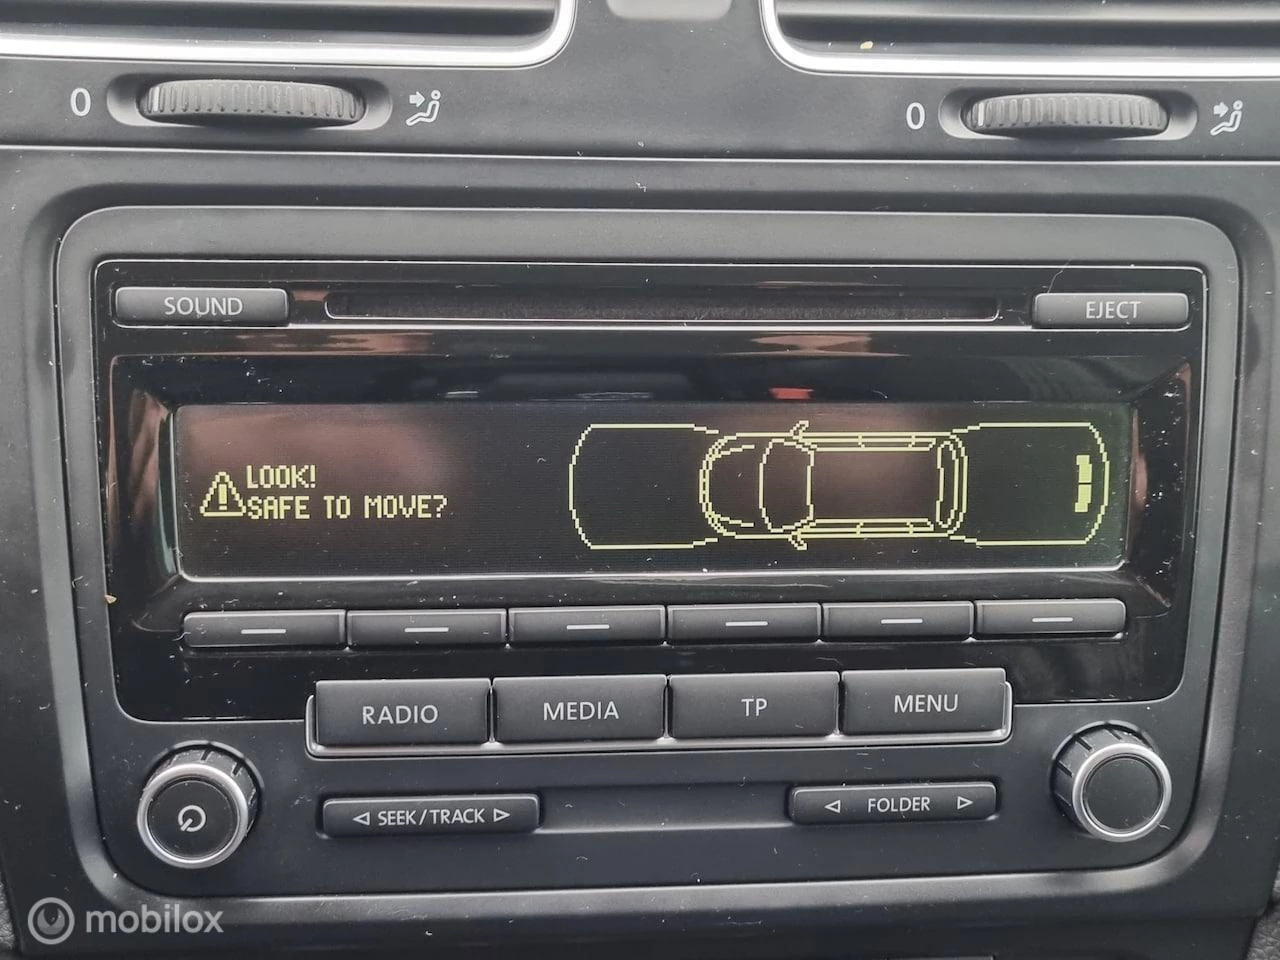 0
0
SOUND
EJECT
LOOK!
SAFE TO MOVE?
RADIO
MEDIA
TP
MENU
SEEK/TRACK
FOLDER
mobilox